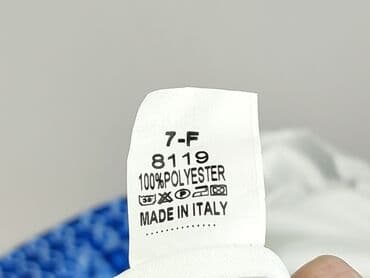 7-F
8119
100%POLYESTER
MADE IN ITALY